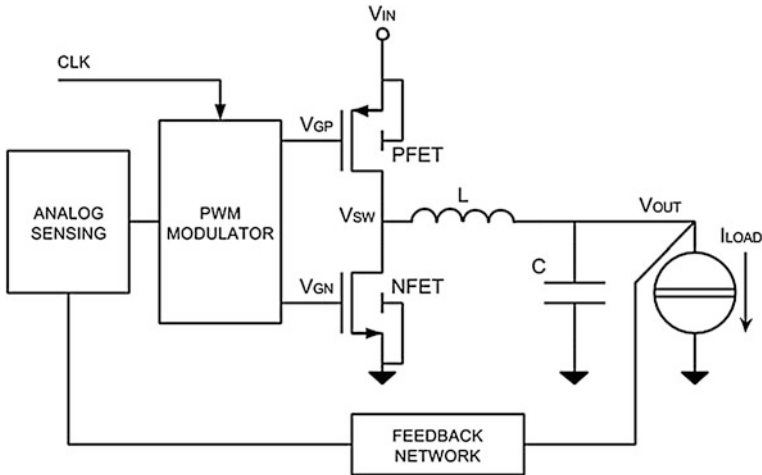 VIN
CLK
VGP
PFET
ANALOG
SENSING
PWM
MODULATOR
VSW
L
VOUT
ILOAD
C
VGN
NFET
FEEDBACK
NETWORK